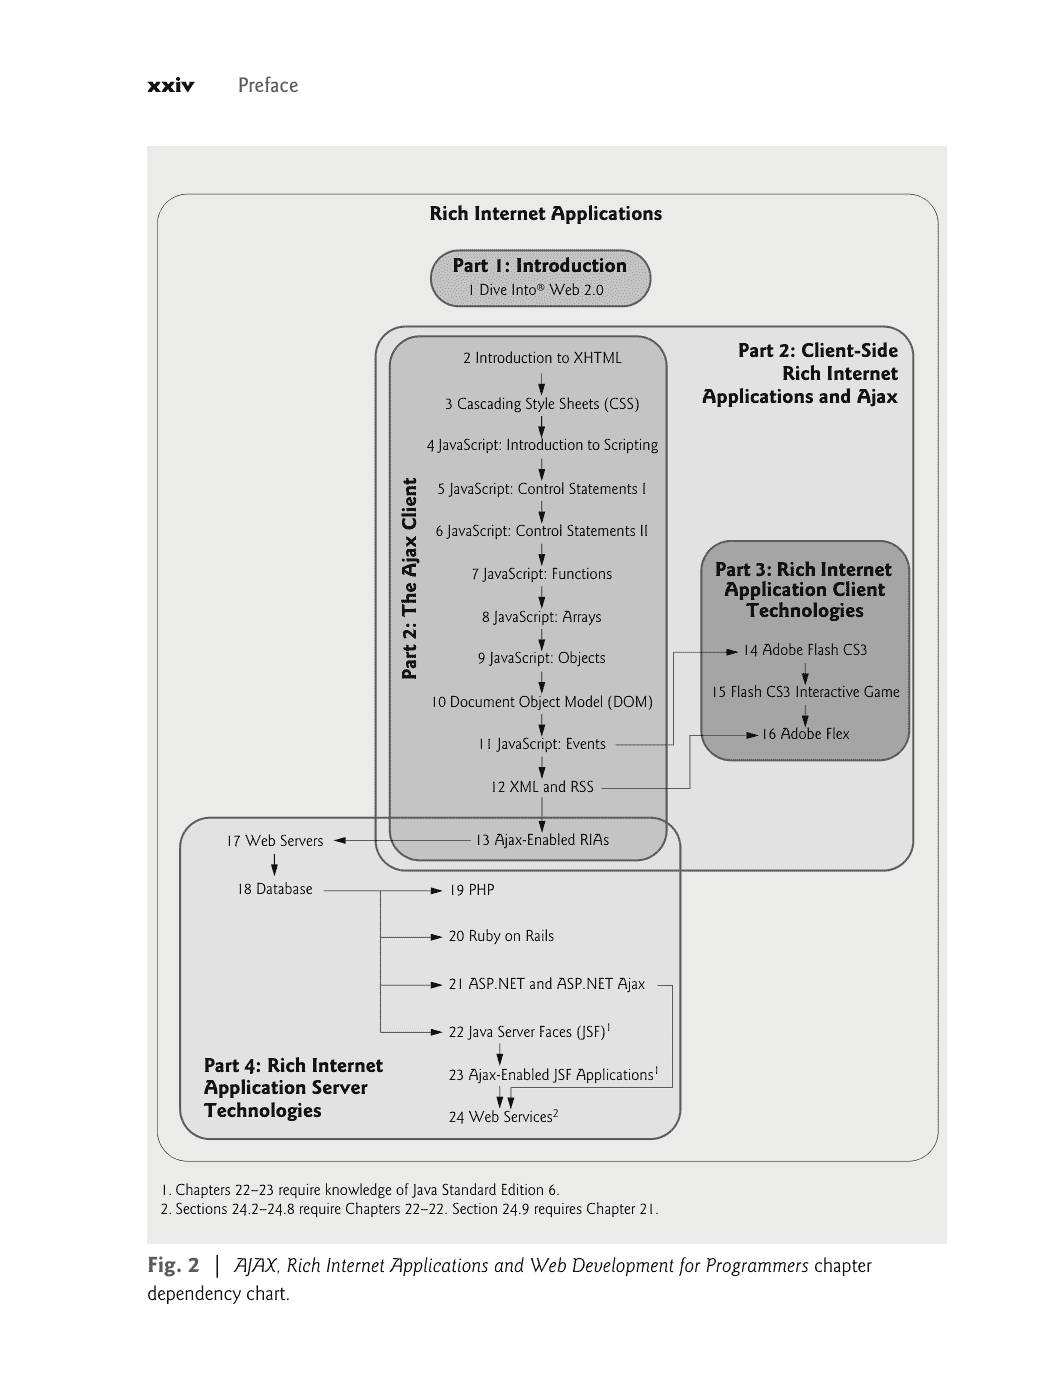 xxiv Preface
Rich Internet Applications
Part 1: Introduction
1 Dive Into® Web 2.0
Part 2: Client-Side
Rich Internet
Applications and Ajax
Part 2: The Ajax Client
2 Introduction to XHTML
3 Cascading Style Sheets (CSS)
4 JavaScript: Introduction to Scripting
5 JavaScript: Control Statements I
6 JavaScript: Control Statements II
7 JavaScript: Functions
8 JavaScript: Arrays
9 JavaScript: Objects
10 Document Object Model (DOM)
11 JavaScript: Events
12 XML and RSS
13 Ajax-Enabled RIAs
Part 3: Rich Internet
Application Client
Technologies
14 Adobe Flash CS3
15 Flash CS3 Interactive Game
16 Adobe Flex
17 Web Servers
18 Database
19 PHP
20 Ruby on Rails
21 ASP.NET and ASP.NET Ajax
22 Java Server Faces (JSF)1
23 Ajax-Enabled JSF Applications1
24 Web Services2
Part 4: Rich Internet
Application Server
Technologies
1. Chapters 22–23 require knowledge of Java Standard Edition 6.
2. Sections 24.2–24.8 require Chapters 22–22. Section 24.9 requires Chapter 21.
Fig. 2 | AJAX, Rich Internet Applications and Web Development for Programmers chapter
dependency chart.